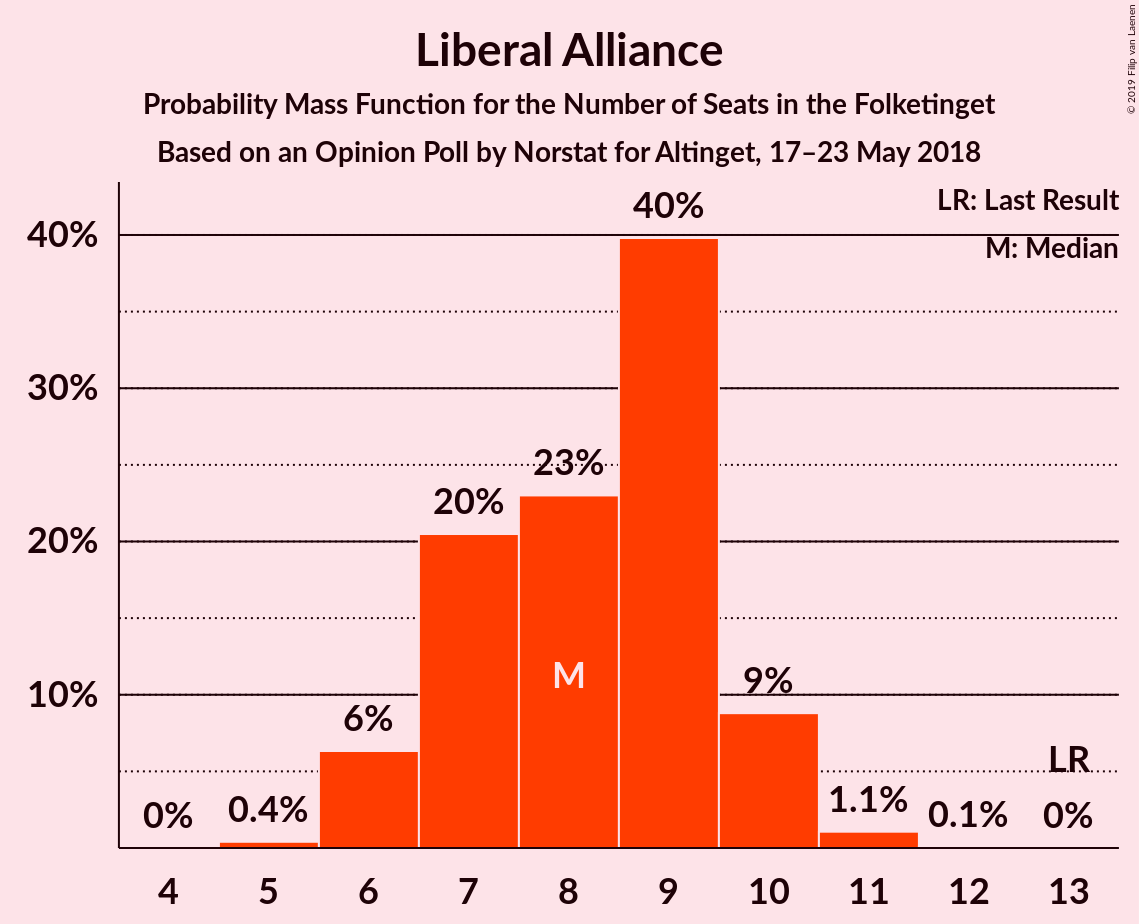 Liberal Alliance
Probability Mass Function for the Number of Seats in the Folketinget
Based on an Opinion Poll by Norstat for Altinget, 17–23 May 2018
© 2019 Filip van Laenen
LR: Last Result
M: Median
40%
30%
20%
10%
0%
0.4%
6%
20%
23%
40%
9%
1.1%
0.1%
0%
M
LR
4 5 6 7 8 9 10 11 12 13